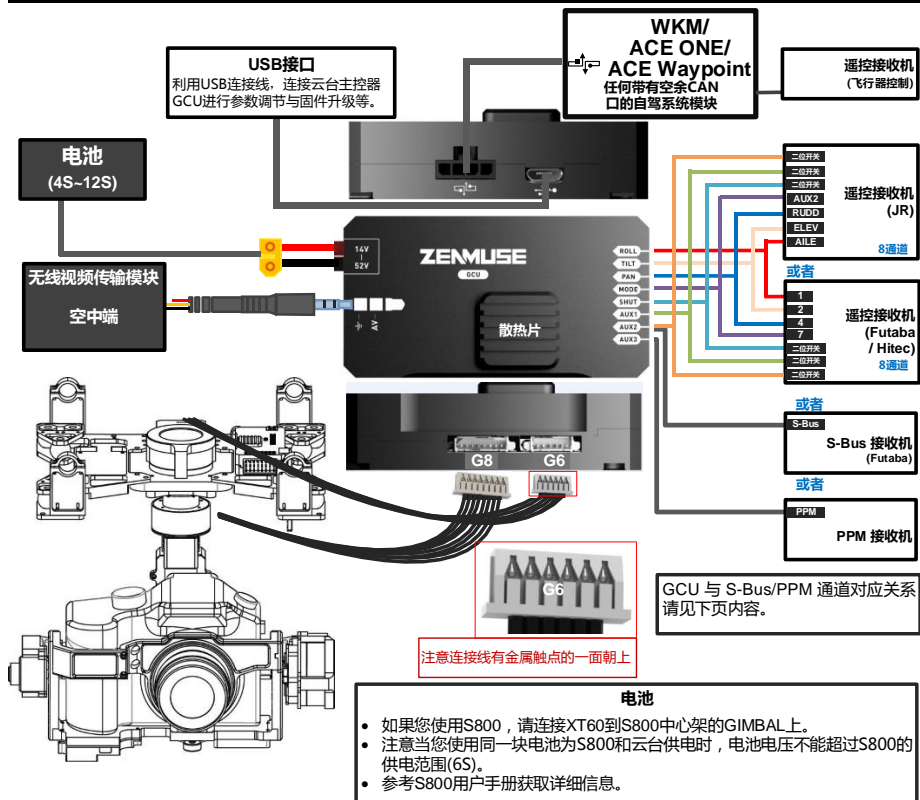 WKM/
ACE ONE/
ACE Waypoint
任何带有空余CAN
口的自驾系统模块
USB接口
利用USB连接线，连接云台主控器
GCU进行参数调节与固件升级等。
遥控接收机
(飞行器控制)
电池
(4S~12S)
无线视频传输模块
空中端
14V
52V
ZENMUSE
GCU
AV
散热片
ROLL
TILT
PAN
MODE
SHUT
AUX1
AUX2
AUX3
二位开关
二位开关
二位开关
AUX2
RUDD
ELEV
AILE
遥控接收机
(JR)
8通道
或者
1
2
4
7
二位开关
二位开关
二位开关
遥控接收机
(Futaba
/ Hitec)
8通道
或者
S-Bus
S-Bus 接收机
(Futaba)
或者
PPM
PPM 接收机
G8
G6
G6
注意连接线有金属触点的一面朝上
GCU 与 S-Bus/PPM 通道对应关系
请见下页内容。
电池
• 如果您使用S800，请连接XT60到S800中心架的GIMBAL上。
• 注意当您使用同一块电池为S800和云台供电时，电池电压不能超过S800的
供电范围(6S)。
• 参考S800用户手册获取详细信息。